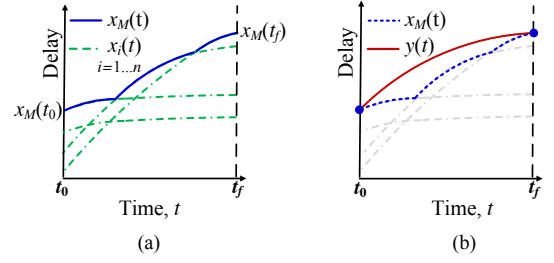 Delay
x_M(t)
x_i(t)
i=1...n
x_M(t_f)
x_M(t_0)
t_0
t_f
Time, t
(a)
Delay
x_M(t)
y(t)
t_0
t_f
Time, t
(b)